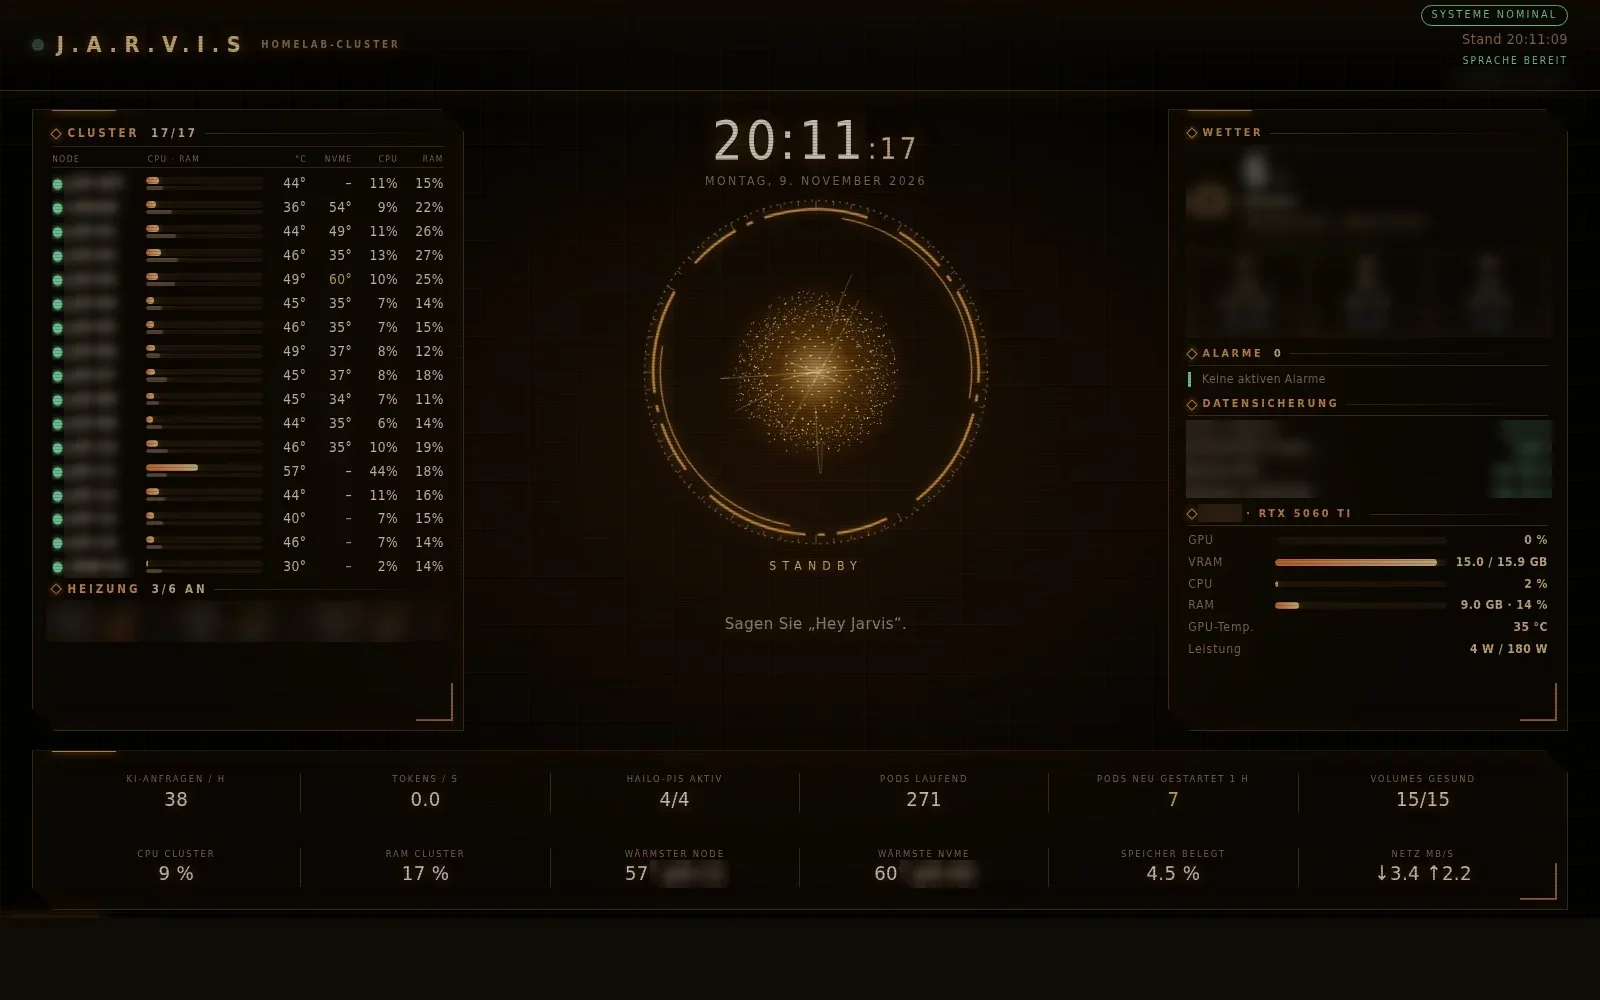 J.A.R.V.I.S HOMELAB-CLUSTER
SYSTEME NOMINAL
Stand 20:11:09
SPRACHE BEREIT
CLUSTER 17/17
NODE CPU · RAM °C NVME CPU RAM
44° – 11% 15%
36° 54° 9% 22%
44° 49° 11% 26%
46° 35° 13% 27%
49° 60° 10% 25%
45° 35° 7% 14%
46° 35° 7% 15%
49° 37° 8% 12%
45° 37° 8% 18%
45° 34° 7% 11%
44° 35° 6% 14%
46° 35° 10% 19%
57° – 44% 18%
44° – 11% 16%
40° – 7% 15%
46° – 7% 14%
30° – 2% 14%
HEIZUNG 3/6 AN
20:11:17
MONTAG, 9. NOVEMBER 2026
STANDBY
Sagen Sie „Hey Jarvis“.
WETTER
ALARME 0
Keine aktiven Alarme
DATENSICHERUNG
· RTX 5060 TI
GPU 0 %
VRAM 15.0 / 15.9 GB
CPU 2 %
RAM 9.0 GB · 14 %
GPU-Temp. 35 °C
Leistung 4 W / 180 W
KI-ANFRAGEN / H TOKENS / S HAILO-PIS AKTIV PODS LAUFEND PODS NEU GESTARTET 1 H VOLUMES GESUND
38 0.0 4/4 271 7 15/15
CPU CLUSTER RAM CLUSTER WÄRMSTER NODE WÄRMSTE NVME SPEICHER BELEGT NETZ MB/S
9 % 17 % 57 60 4.5 % ↓3.4 ↑2.2